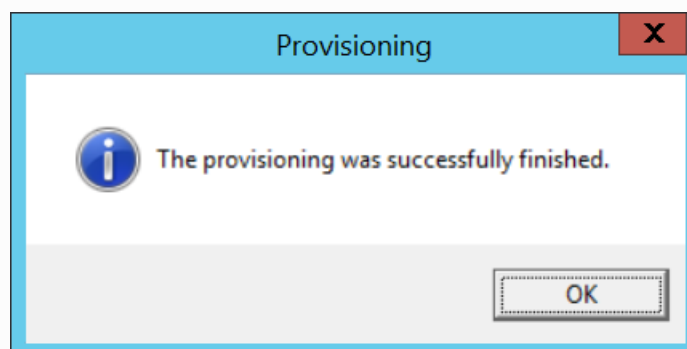 Provisioning
X
The provisioning was successfully finished.
OK